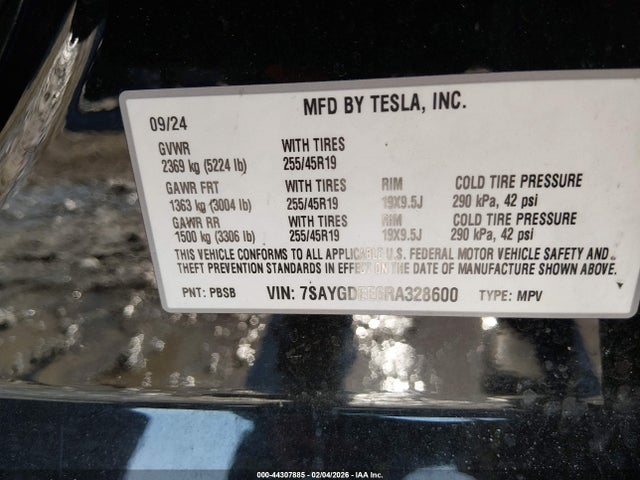 MFD BY TESLA, INC.
09/24
GVWR WITH TIRES
2369 kg (5224 lb) 255/45R19
GAWR FRT WITH TIRES RIM COLD TIRE PRESSURE
1363 kg (3004 lb) 255/45R19 19X9.5J 290 kPa, 42 psi
GAWR RR WITH TIRES RIM COLD TIRE PRESSURE
1500 kg (3306 lb) 255/45R19 19X9.5J 290 kPa, 42 psi
THIS VEHICLE CONFORMS TO ALL APPLICABLE U.S. FEDERAL MOTOR VEHICLE SAFETY AND
THEFT PREVENTION STANDARDS IN EFFECT ON THE DATE OF MANUFACTURE SHOWN ABOVE.
PNT: PBSB VIN: 7SAYGDEE6RA328600 TYPE: MPV
000-44307885 - 02/04/2026 - IAA Inc.